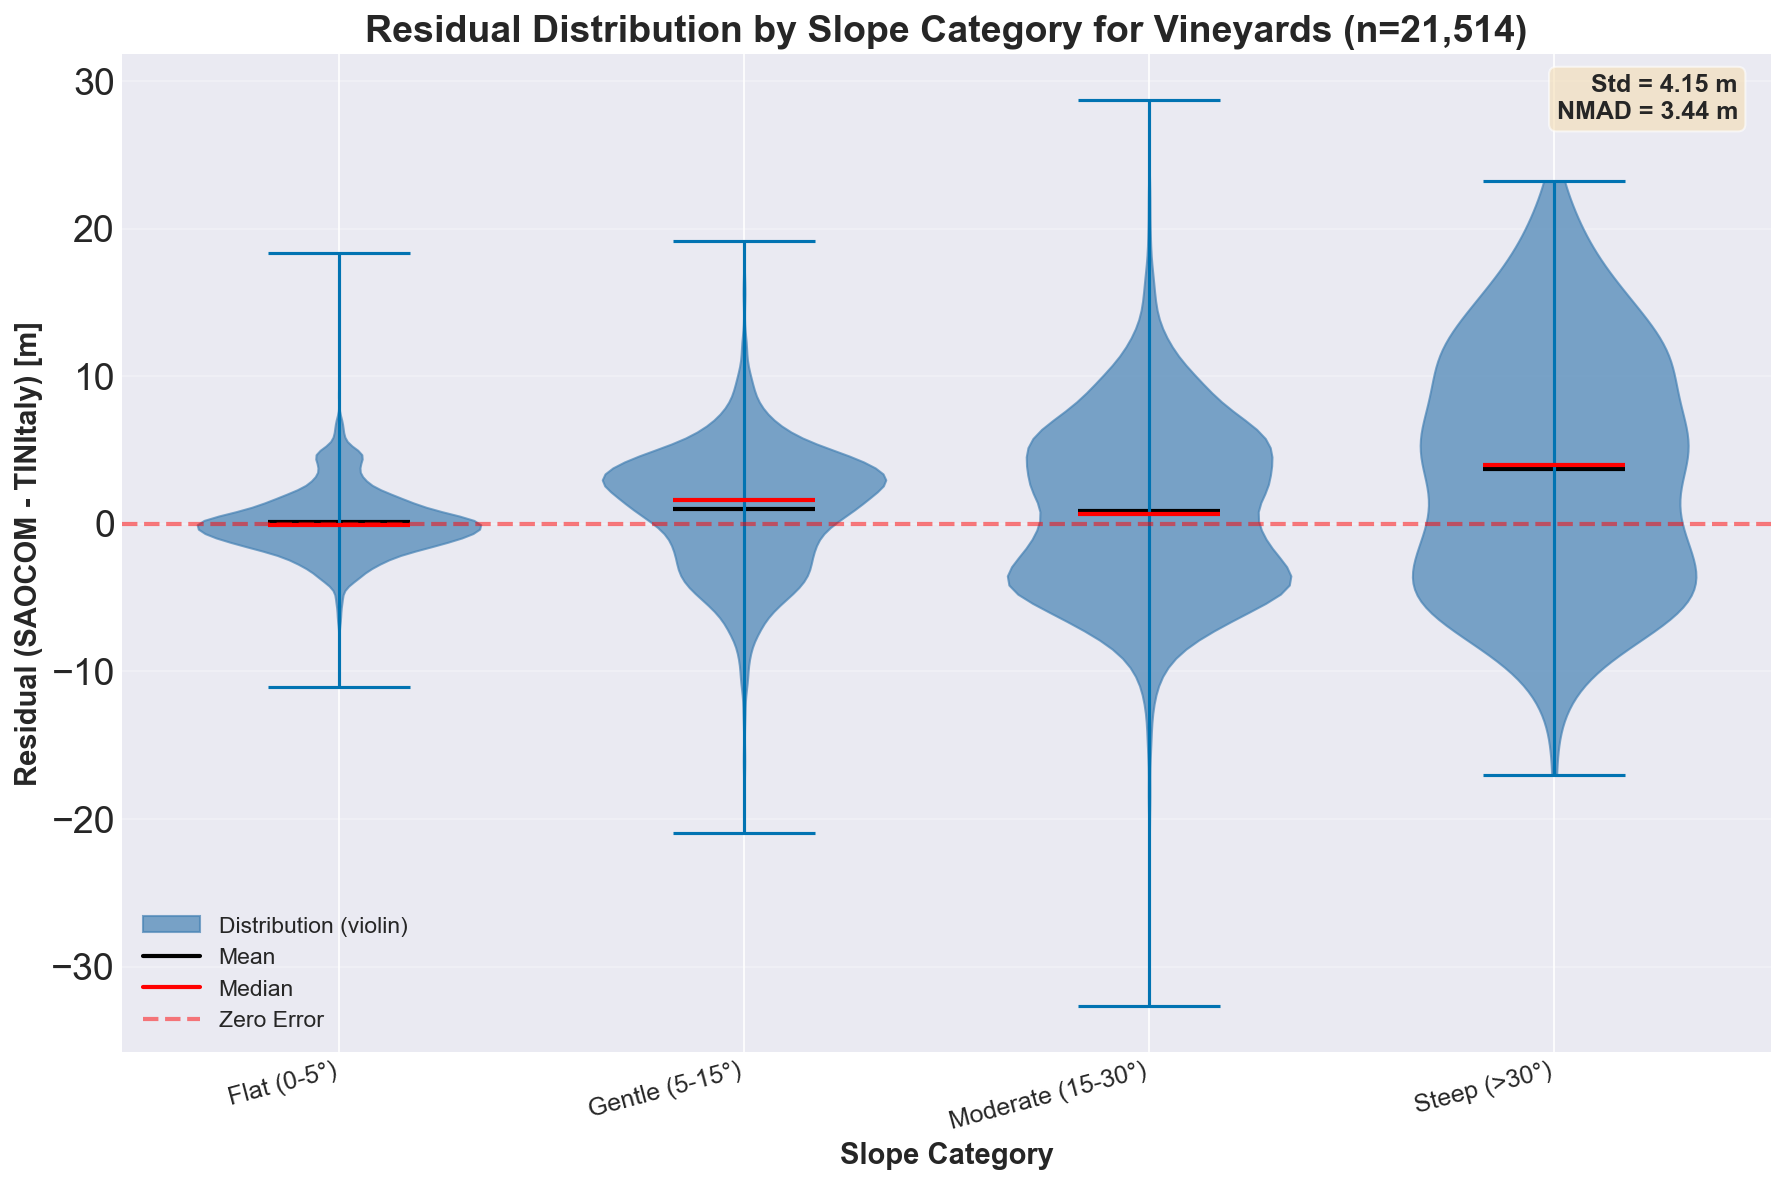 Residual Distribution by Slope Category for Vineyards (n=21,514)
Std = 4.15 m
NMAD = 3.44 m
Residual (SAOCOM - TINItaly) [m]
30
20
10
0
−10
−20
−30
Distribution (violin)
Mean
Median
Zero Error
Flat (0-5°)
Gentle (5-15°)
Moderate (15-30°)
Steep (>30°)
Slope Category